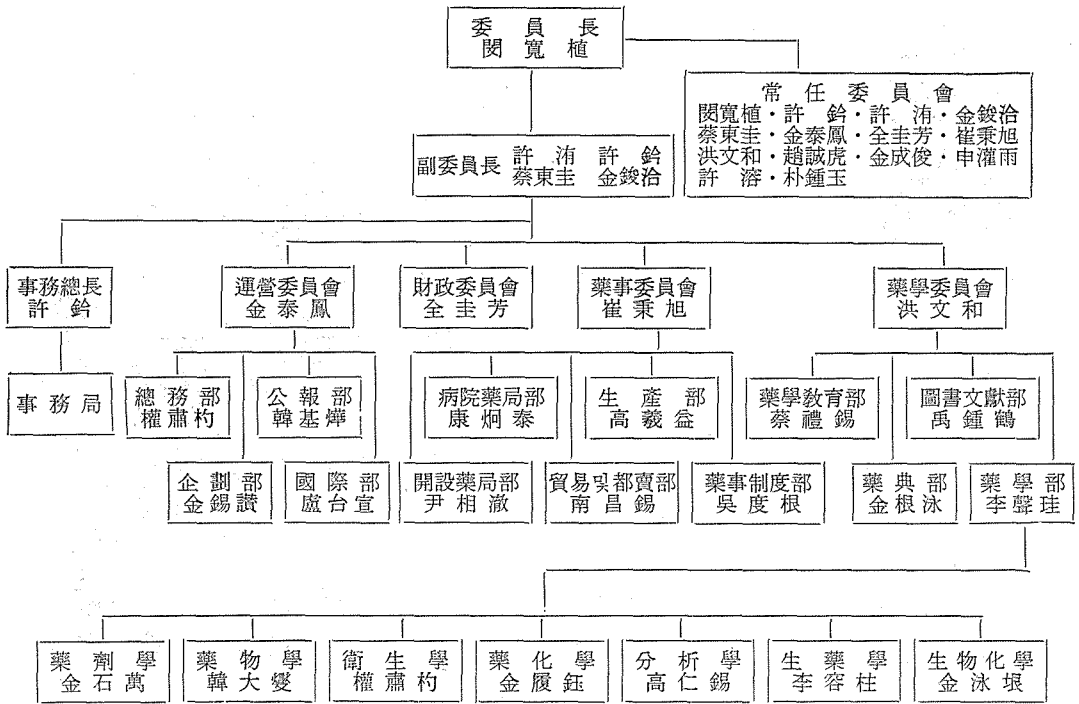 委員長
閔寬植
常任委員會
閔寬植・許鈐・許洧・金鍐洽
蔡東圭・金泰鳳・全圭芳・崔秉旭
洪文和・趙誠虎・金成俊・申灌雨
許溶・朴鍾玉
副委員長 許洧 許鈐
蔡東圭 金鍐洽
事務總長
許鈐
運營委員會
金泰鳳
財政委員會
全圭芳
藥事委員會
崔秉旭
藥學委員會
洪文和
事務局
總務部
權肅杓
公報部
韓基燁
病院藥局部
康炯泰
生產部
高羲益
藥學敎育部
蔡禮錫
圖書文獻部
禹鍾鶴
企劃部
金錫讚
國際部
盧台宣
開設藥局部
尹相澈
貿易및都賣部
南昌錫
藥事制度部
吳度根
藥典部
金根泳
藥學部
李聲珪
藥劑學
金石萬
藥物學
韓大燮
衛生學
權肅杓
藥化學
金履鈺
分析學
高仁錫
生藥學
李容柱
生物化學
金泳垠